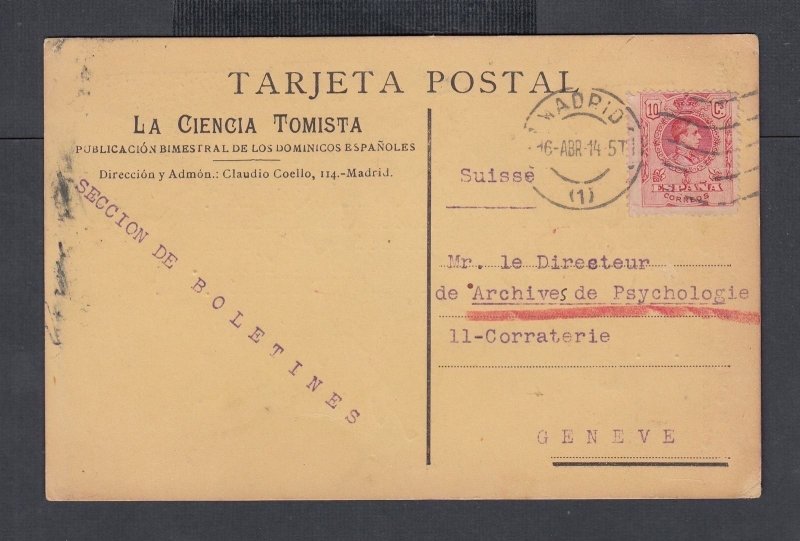 TARJETA POSTAL
LA CIENCIA TOMISTA
PUBLICACIÓN BIMESTRAL DE LOS DOMINICOS ESPAÑOLES
Dirección y Admón.: Claudio Coello, 114.-Madrid.
SECCION DE BOLETINES
MADRID
16-ABR-14-5T
(1)
10 Cs
ESPAÑA
CORREOS
Suisse
Mr. le Directeur
de Archives de Psychologie
11-Corraterie
GENEVE